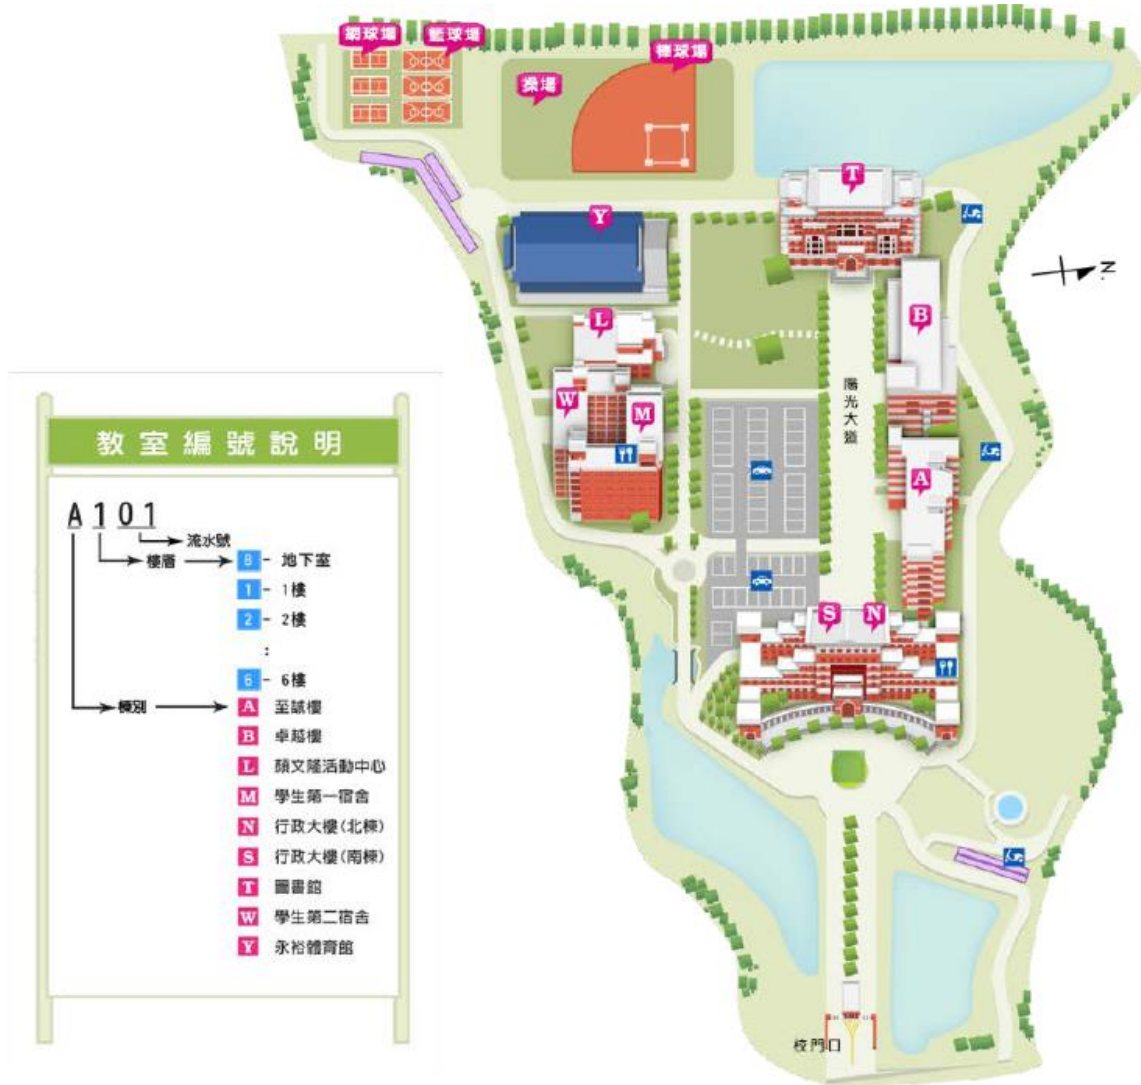 網球場
籃球場
棒球場
操場
T
Y
N
B
L
陽光大道
W
M
A
S N
校門口
教室編號說明
A 1 0 1
流水號
樓層
B - 地下室
1 - 1樓
2 - 2樓
:
6 - 6樓
棟別
A 至誠樓
B 卓越樓
L 顏文隆活動中心
M 學生第一宿舍
N 行政大樓(北棟)
S 行政大樓(南棟)
T 圖書館
W 學生第二宿舍
Y 永裕體育館